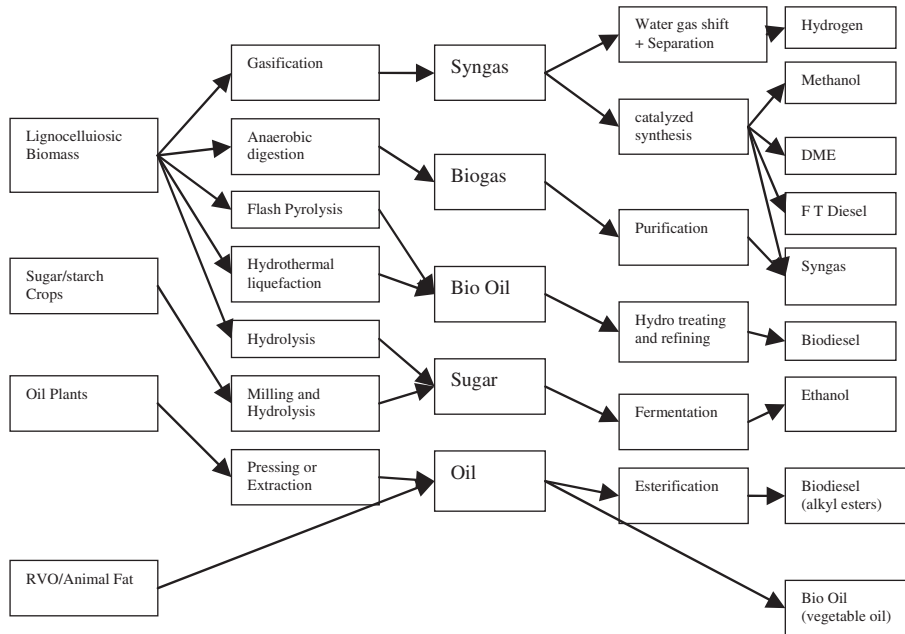 Lignocelluiosic
Biomass
Sugar/starch
Crops
Oil Plants
RVO/Animal Fat
Gasification
Anaerobic
digestion
Flash Pyrolysis
Hydrothermal
liquefaction
Hydrolysis
Milling and
Hydrolysis
Pressing or
Extraction
Syngas
Biogas
Bio Oil
Sugar
Oil
Water gas shift
+ Separation
catalyzed
synthesis
Purification
Hydro treating
and refining
Fermentation
Esterification
Hydrogen
Methanol
DME
F T Diesel
Syngas
Biodiesel
Ethanol
Biodiesel
(alkyl esters)
Bio Oil
(vegetable oil)